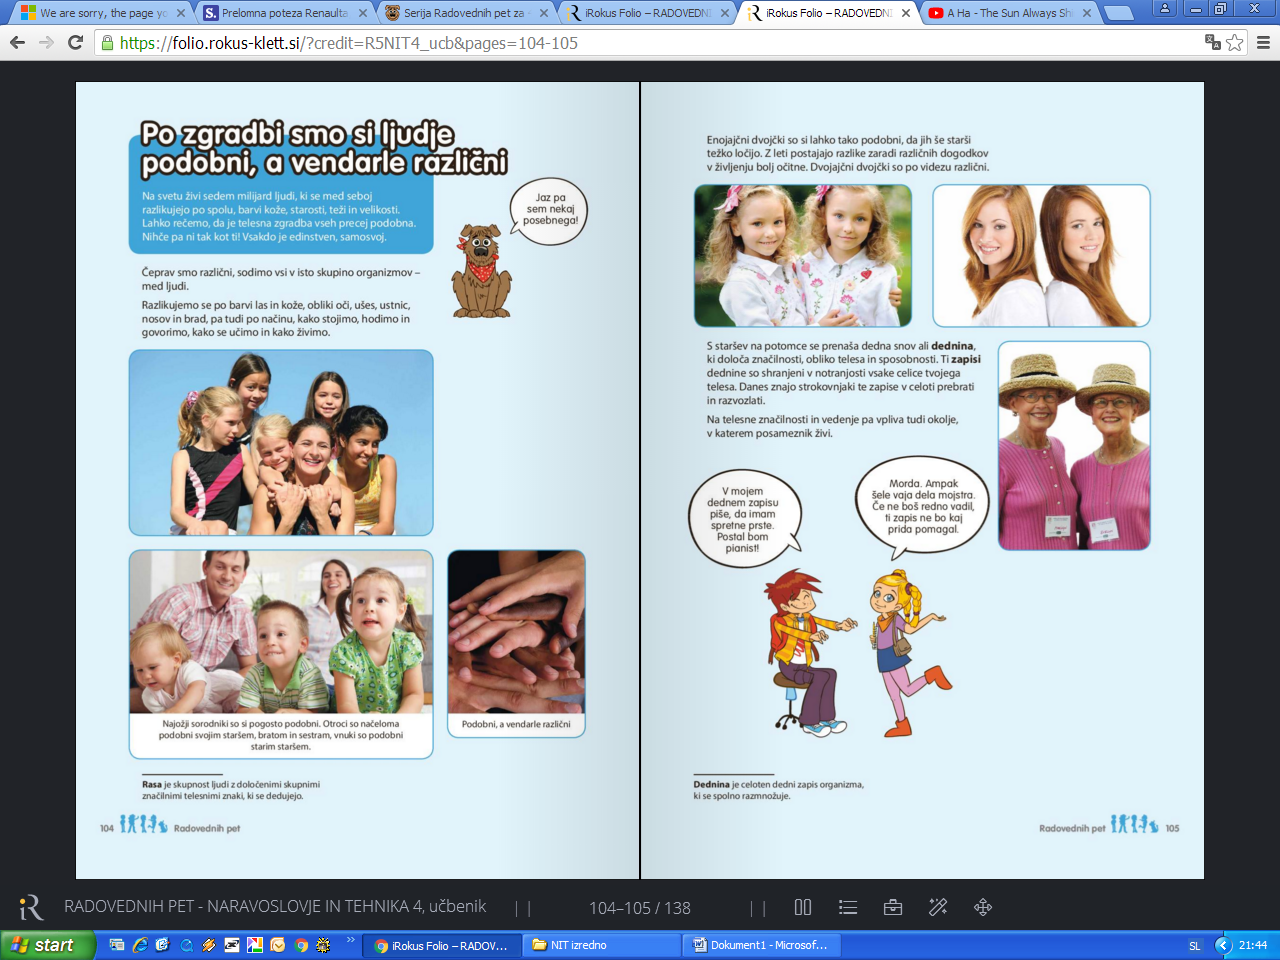 We are sorry, the page yo
Prelomna poteza Renaulta
Serija Radovednih pet za
iRokus Folio – RADOVEDNI
iRokus Folio – RADOVEDNI
A Ha - The Sun Always Sh
https://folio.rokus-klett.si/?credit=R5NIT4_ucb&pages=104-105
Po zgradbi smo si ljudje
podobni, a vendarle različni
Na svetu živi sedem milijard ljudi, ki se med seboj
razlikujejo po spolu, barvi kože, starosti, teži in velikosti.
Lahko rečemo, da je telesna zgradba vseh precej podobna.
Nihče pa ni tak kot ti! Vsakdo je edinstven, samosvoj.
Jaz pa
sem nekaj
posebnega!
Čeprav smo različni, sodimo vsi v isto skupino organizmov –
med ljudi.
Razlikujemo se po barvi las in kože, obliki oči, ušes, ustnic,
nosov in brad, pa tudi po načinu, kako stojimo, hodimo in
govorimo, kako se učimo in kako živimo.
Najožji sorodniki so si pogosto podobni. Otroci so načeloma
podobni svojim staršem, bratom in sestram, vnuki so podobni
starim staršem.
Podobni, a vendarle različni
Rasa je skupnost ljudi z določenimi skupnimi
značilnimi telesnimi znaki, ki se dedujejo.
104 Radovednih pet
Enojajčni dvojčki so si lahko tako podobni, da jih še starši
težko ločijo. Z leti postajajo razlike zaradi različnih dogodkov
v življenju bolj očitne. Dvojajčni dvojčki so po videzu različni.
S staršev na potomce se prenaša dedna snov ali dednina,
ki določa značilnosti, obliko telesa in sposobnosti. Ti zapisi
dednine so shranjeni v notranjosti vsake celice tvojega
telesa. Danes znajo strokovnjaki te zapise v celoti prebrati
in razvozlati.
Na telesne značilnosti in vedenje pa vpliva tudi okolje,
v katerem posameznik živi.
V mojem
dednem zapisu
piše, da imam
spretne prste.
Postal bom
pianist!
Morda. Ampak
šele vaja dela mojstra.
Če ne boš redno vadil,
ti zapis ne bo kaj
prida pomagal.
Dednina je celoten dedni zapis organizma,
ki se spolno razmnožuje.
Radovednih pet 105
RADOVEDNIH PET - NARAVOSLOVJE IN TEHNIKA 4, učbenik
104–105 / 138
start
iRokus Folio – RADOV...
NIT izredno
Dokument1 - Microsof...
SL
21:44